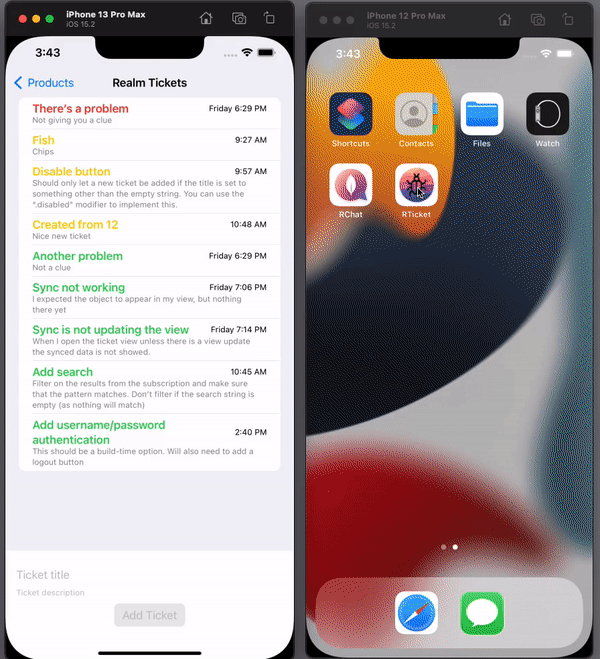 iPhone 13 Pro Max
iOS 15.2
3:43
Products
Realm Tickets
There's a problem
Friday 6:29 PM
Not giving you a clue
Fish
9:27 AM
Chips
Disable button
9:57 AM
Should only let a new ticket be added if the title is set to
something other than the empty string. You can use the
".disabled" modifier to implement this.
Created from 12
10:48 AM
Nice new ticket
Another problem
Friday 6:29 PM
Not a clue
Sync not working
Friday 7:06 PM
I expected the object to appear in my view, but nothing
there yet
Sync is not updating the view
Friday 7:14 PM
When I open the ticket view unless there is a view update
the synced data is not showed.
Add search
10:45 AM
Filter on the results from the subscription and make sure
that the pattern matches. Don't filter if the search string is
empty (as nothing will match)
Add username/password
authentication
2:40 PM
This should be a build-time option. Will also need to add a
logout button
Ticket title
Ticket description
Add Ticket
iPhone 12 Pro Max
iOS 15.2
3:43
Shortcuts
Contacts
Files
Watch
RChat
RTicket